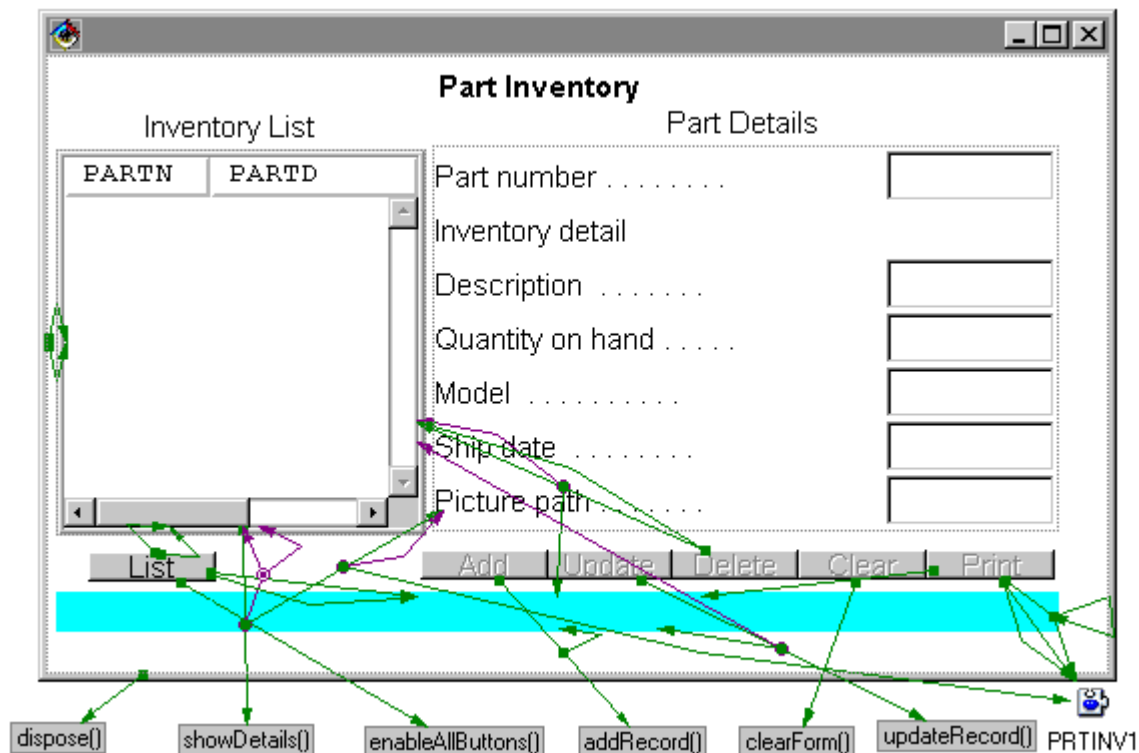 Part Inventory
Inventory List
Part Details
PARTN PARTD
Part number . . . . . . . .
Inventory detail
Description . . . . . . .
Quantity on hand . . . . .
Model . . . . . . . . . .
Ship date . . . . . . . .
Picture path . . . . . . .
List Add Update Delete Clear Print
dispose() showDetails() enableAllButtons() addRecord() clearForm() updateRecord() PRTINV1